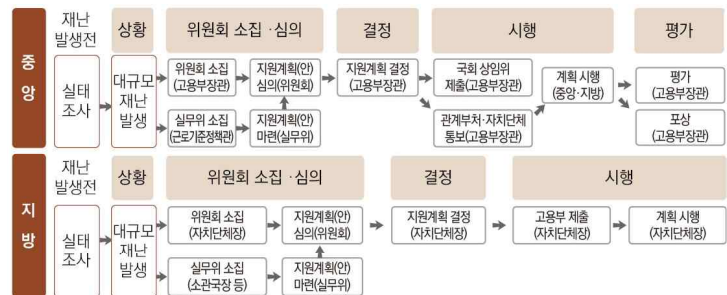 중앙
재난
발생전
상황
위원회 소집 ·심의
결정
시행
평가
실태
조사
대규모
재난
발생
위원회 소집
(고용부장관)
지원계획(안)
심의(위원회)
지원계획 결정
(고용부장관)
국회 상임위
제출(고용부장관)
계획 시행
(중앙·지방)
평가
(고용부장관)
실무위 소집
(근로기준정책관)
지원계획(안)
마련(실무위)
관계부처·자치단체
통보(고용부장관)
포상
(고용부장관)
지방
재난
발생전
상황
위원회 소집 ·심의
결정
시행
실태
조사
대규모
재난
발생
위원회 소집
(자치단체장)
지원계획(안)
심의(위원회)
지원계획 결정
(자치단체장)
고용부 제출
(자치단체장)
계획 시행
(자치단체장)
실무위 소집
(소관국장 등)
지원계획(안)
마련(실무위)